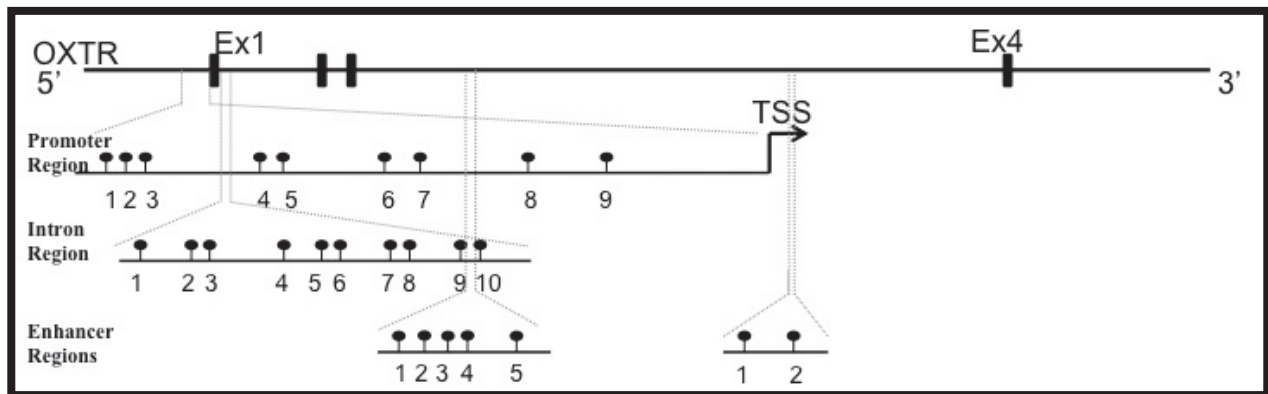 OXTR Ex1 Ex4
5' 3'
TSS
Promoter
Region
1 2 3 4 5 6 7 8 9
Intron
Region
1 2 3 4 5 6 7 8 9 10
Enhancer
Regions
1 2 3 4 5 1 2